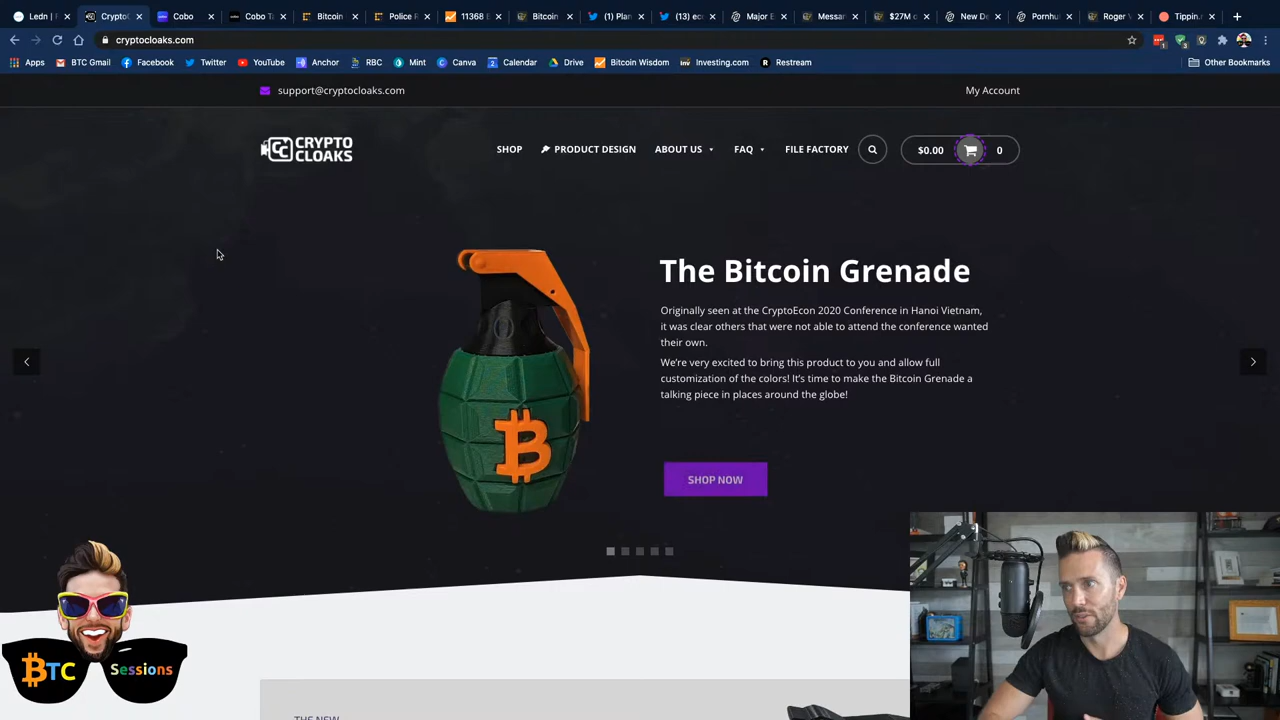 Ledn |
Crypto
Cobo
Cobo Ta
Bitcoin
Police R
11368 B
Bitcoin
(1) Plan
(13) ec
Major E
Messar
$27M c
New De
Pornhu
Roger V
Tippin.
cryptocloaks.com
Apps
BTC Gmail
Facebook
Twitter
YouTube
Anchor
RBC
Mint
Canva
Calendar
Drive
Bitcoin Wisdom
Investing.com
Restream
Other Bookmarks
support@cryptocloaks.com
My Account
CRYPTO
CLOAKS
SHOP
PRODUCT DESIGN
ABOUT US
FAQ
FILE FACTORY
$0.00
0
The Bitcoin Grenade
Originally seen at the CryptoEcon 2020 Conference in Hanoi Vietnam,
it was clear others that were not able to attend the conference wanted
their own.
We're very excited to bring this product to you and allow full
customization of the colors! It's time to make the Bitcoin Grenade a
talking piece in places around the globe!
SHOP NOW
BTC Sessions
THE NEW